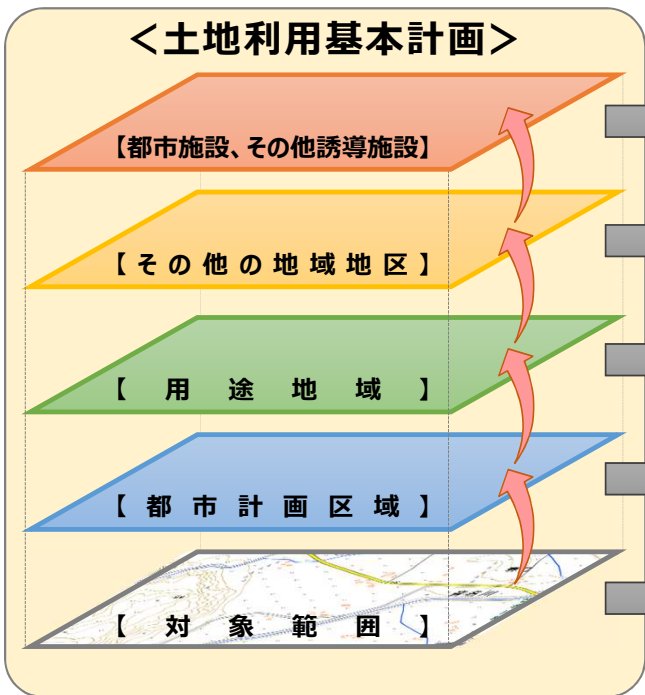 ＜土地利用基本計画＞
【都市施設、その他誘導施設】
【その他の地域地区】
【用途地域】
【都市計画区域】
【対象範囲】